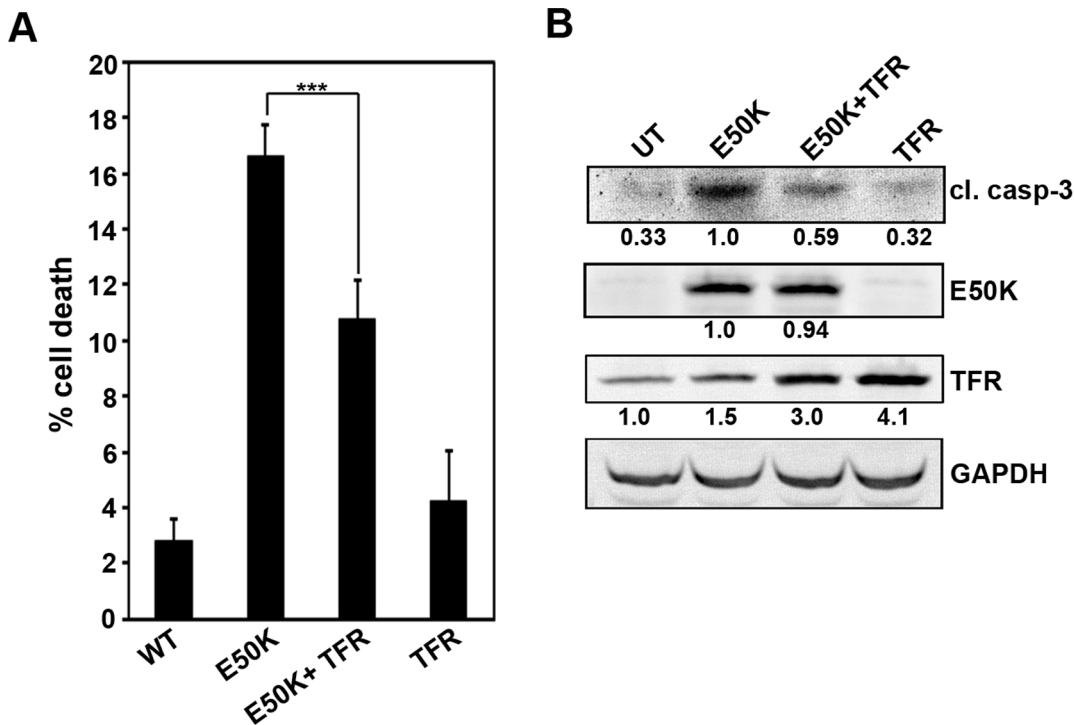 A
20
18
16
14
12
10
8
6
4
2
0
% cell death
***
WT
E50K
E50K+ TFR
TFR
B
UT E50K E50K+TFR TFR
cl. casp-3
0.33 1.0 0.59 0.32
E50K
1.0 0.94
TFR
1.0 1.5 3.0 4.1
GAPDH